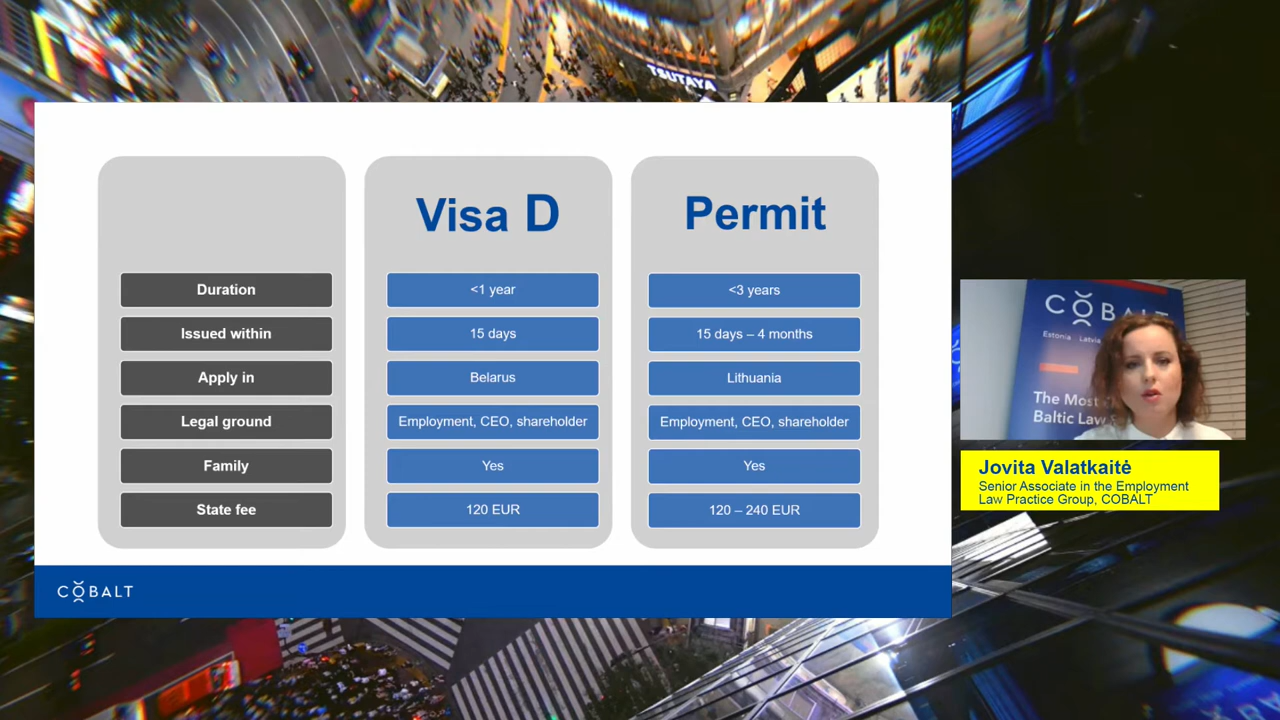 TSUTAYA
Visa D
Permit
Duration
<1 year
<3 years
Issued within
15 days
15 days – 4 months
Apply in
Belarus
Lithuania
Legal ground
Employment, CEO, shareholder
Employment, CEO, shareholder
Family
Yes
Yes
State fee
120 EUR
120 – 240 EUR
COBALT
COBALT
Estonia Latvia
The Most
Baltic Law
Jovita Valatkaitė
Senior Associate in the Employment
Law Practice Group, COBALT